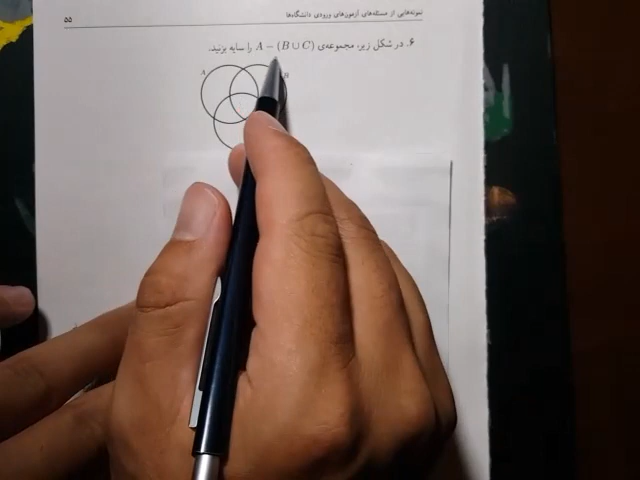 نمونه‌هایی از مسئله‌های آزمون‌های ورودی دانشگاه‌ها ۵۵
۶. در شکل زیر، مجموعه‌ی A − (B ∪ C) را سایه بزنید.
A B